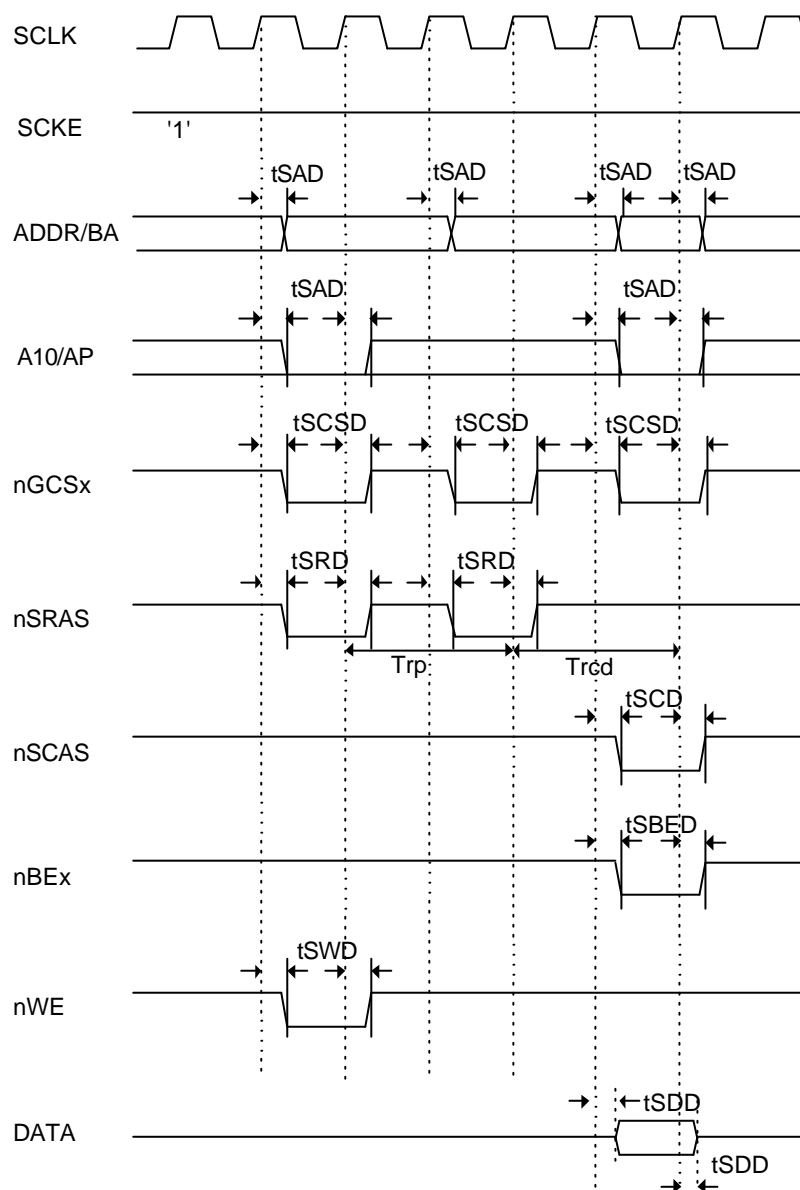 SCLK
SCKE
'1'
tSAD tSAD tSAD tSAD
ADDR/BA
tSAD tSAD
A10/AP
tSCSD tSCSD tSCSD
nGCSx
tSRD tSRD
nSRAS
Trp Trcd
tSCD
nSCAS
tSBED
nBEx
tSWD
nWE
tSDD
DATA
tSDD